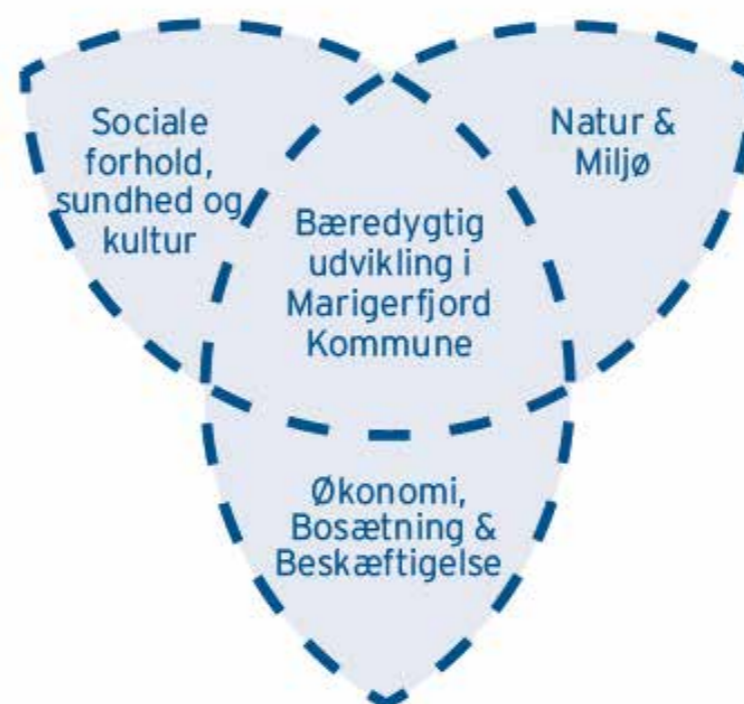 Sociale
forhold,
sundhed og
kultur
Natur &
Miljø
Bæredygtig
udvikling i
Marigerfjord
Kommune
Økonomi,
Bosætning &
Beskæftigelse